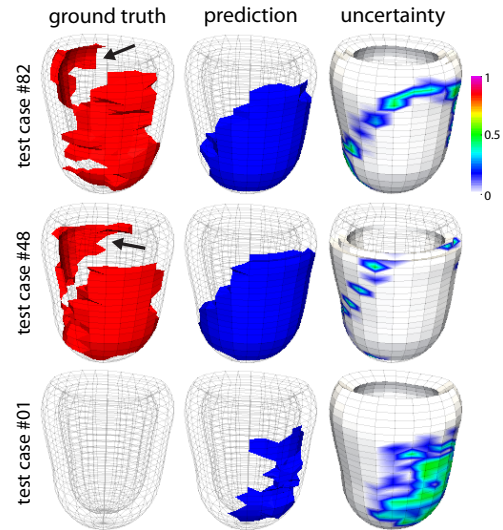 ground truth prediction uncertainty
test case #82
1
0.5
0
test case #48
test case #01